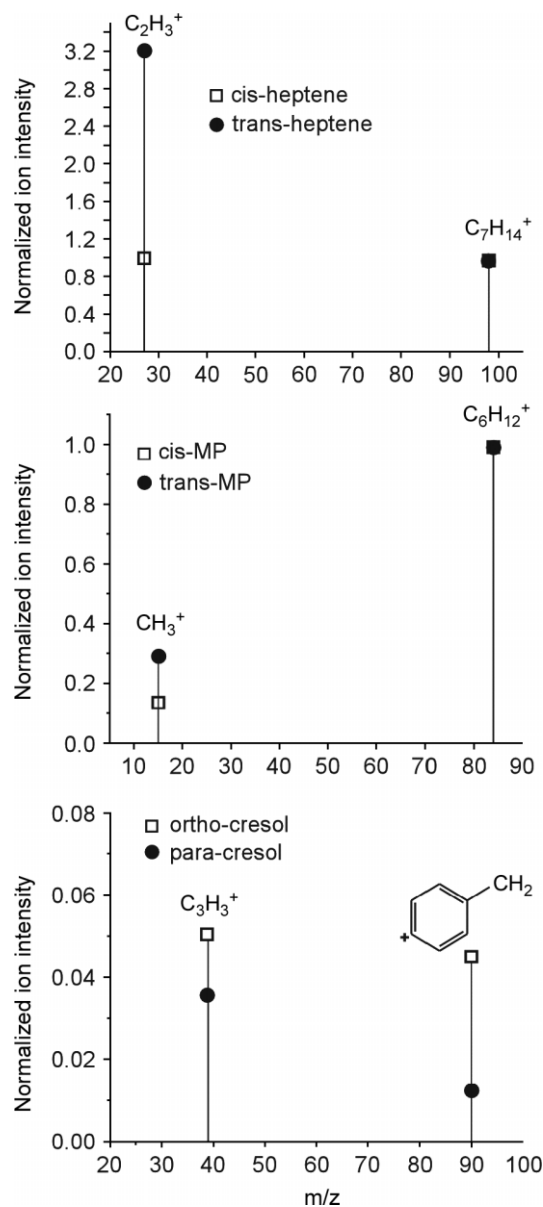 C₂H₃⁺
Normalized ion intensity
3.2
2.8
2.4
2.0
1.6
1.2
0.8
0.4
0.0
cis-heptene
trans-heptene
C₇H₁₄⁺
20 30 40 50 60 70 80 90 100
C₆H₁₂⁺
Normalized ion intensity
1.0
0.8
0.6
0.4
0.2
0.0
cis-MP
trans-MP
CH₃⁺
10 20 30 40 50 60 70 80 90
Normalized ion intensity
0.08
0.06
0.04
0.02
0.00
ortho-cresol
para-cresol
C₃H₃⁺
CH₂
+
20 30 40 50 60 70 80 90 100
m/z